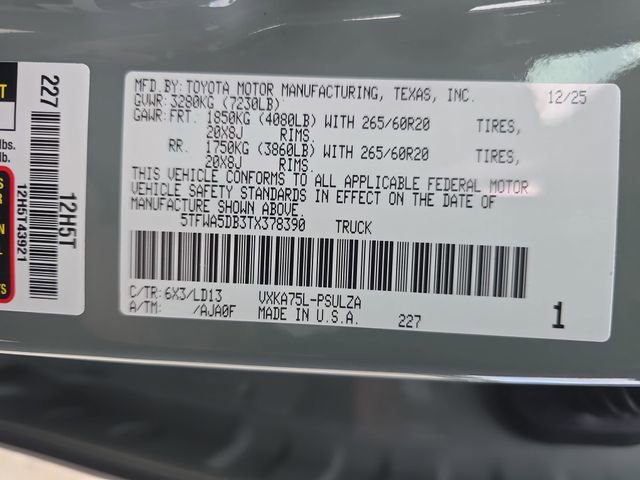 MFD.BY: TOYOTA MOTOR MANUFACTURING, TEXAS, INC. 12/25
GVWR: 3280KG (7230LB)
GAWR: FRT. 1850KG (4080LB) WITH 265/60R20 TIRES,
20X8J RIMS.
RR. 1750KG (3860LB) WITH 265/60R20 TIRES,
20X8J RIMS.
THIS VEHICLE CONFORMS TO ALL APPLICABLE FEDERAL MOTOR
VEHICLE SAFETY STANDARDS IN EFFECT ON THE DATE OF
MANUFACTURE SHOWN ABOVE.
5TFWA5DB3TX378390 TRUCK
C/TR: 6X3/LD13 VXKA75L-PSULZA
A/TM: /AJA0F MADE IN U.S.A. 227 1
227
12H5T
12H5T43921
lbs.
lb.